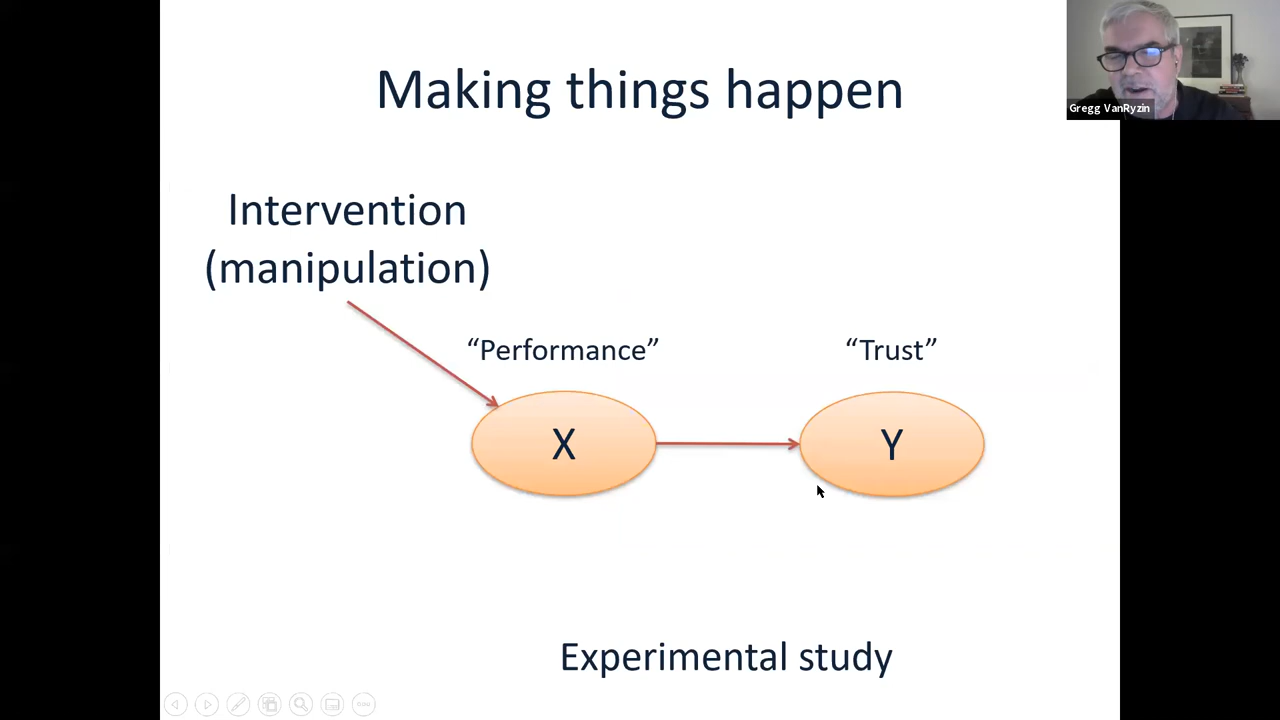 Making things happen
Gregg VanRyzin
Intervention
(manipulation)
“Performance”
“Trust”
X
Y
Experimental study